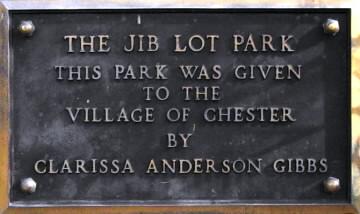 THE JIB LOT PARK
THIS PARK WAS GIVEN
TO THE
VILLAGE OF CHESTER
BY
CLARISSA ANDERSON GIBBS